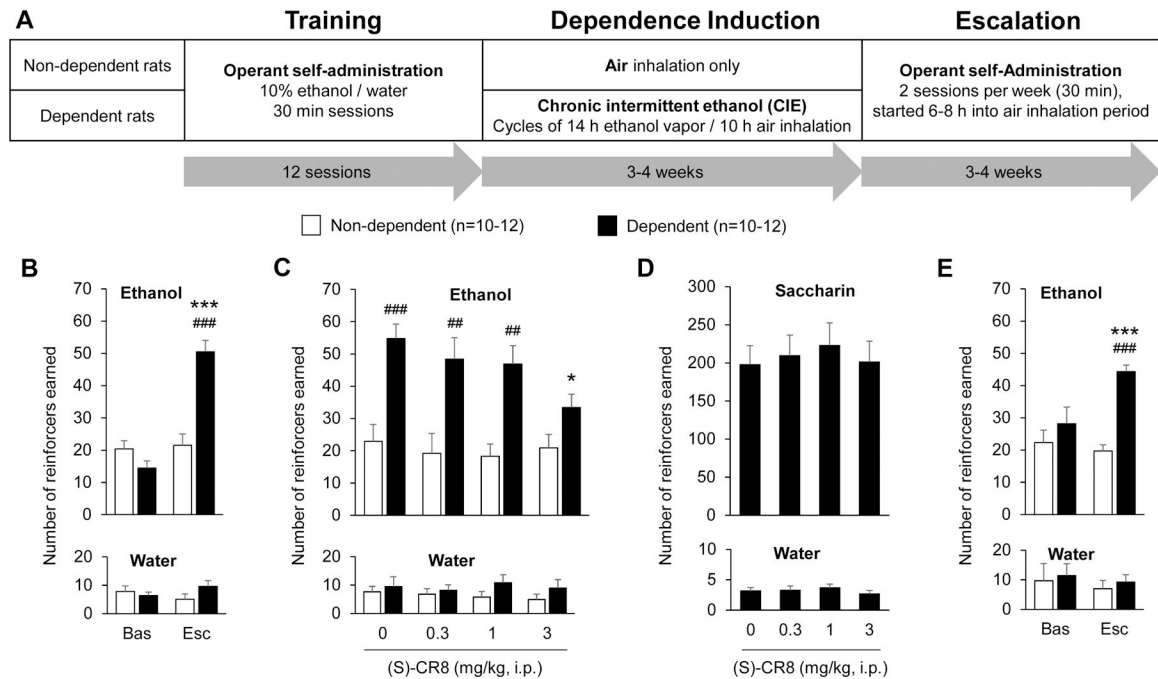 A
Training
Dependence Induction
Escalation
Non-dependent rats
Dependent rats
Operant self-administration
10% ethanol / water
30 min sessions
Air inhalation only
Chronic intermittent ethanol (CIE)
Cycles of 14 h ethanol vapor / 10 h air inhalation
Operant self-Administration
2 sessions per week (30 min),
started 6-8 h into air inhalation period
12 sessions
3-4 weeks
3-4 weeks
Non-dependent (n=10-12)
Dependent (n=10-12)
B
Ethanol
Number of reinforcers earned
70
60
50
40
30
20
10
0
***
###
Water
20
10
0
Bas Esc
C
Ethanol
Number of reinforcers earned
70
60
50
40
30
20
10
0
###
##
##
*
Water
20
10
0
0 0.3 1 3
(S)-CR8 (mg/kg, i.p.)
D
Saccharin
Number of reinforcers earned
300
250
200
150
100
50
0
Water
10
5
0
0 0.3 1 3
(S)-CR8 (mg/kg, i.p.)
E
Ethanol
Number of reinforcers earned
70
60
50
40
30
20
10
0
***
###
Water
20
10
0
Bas Esc